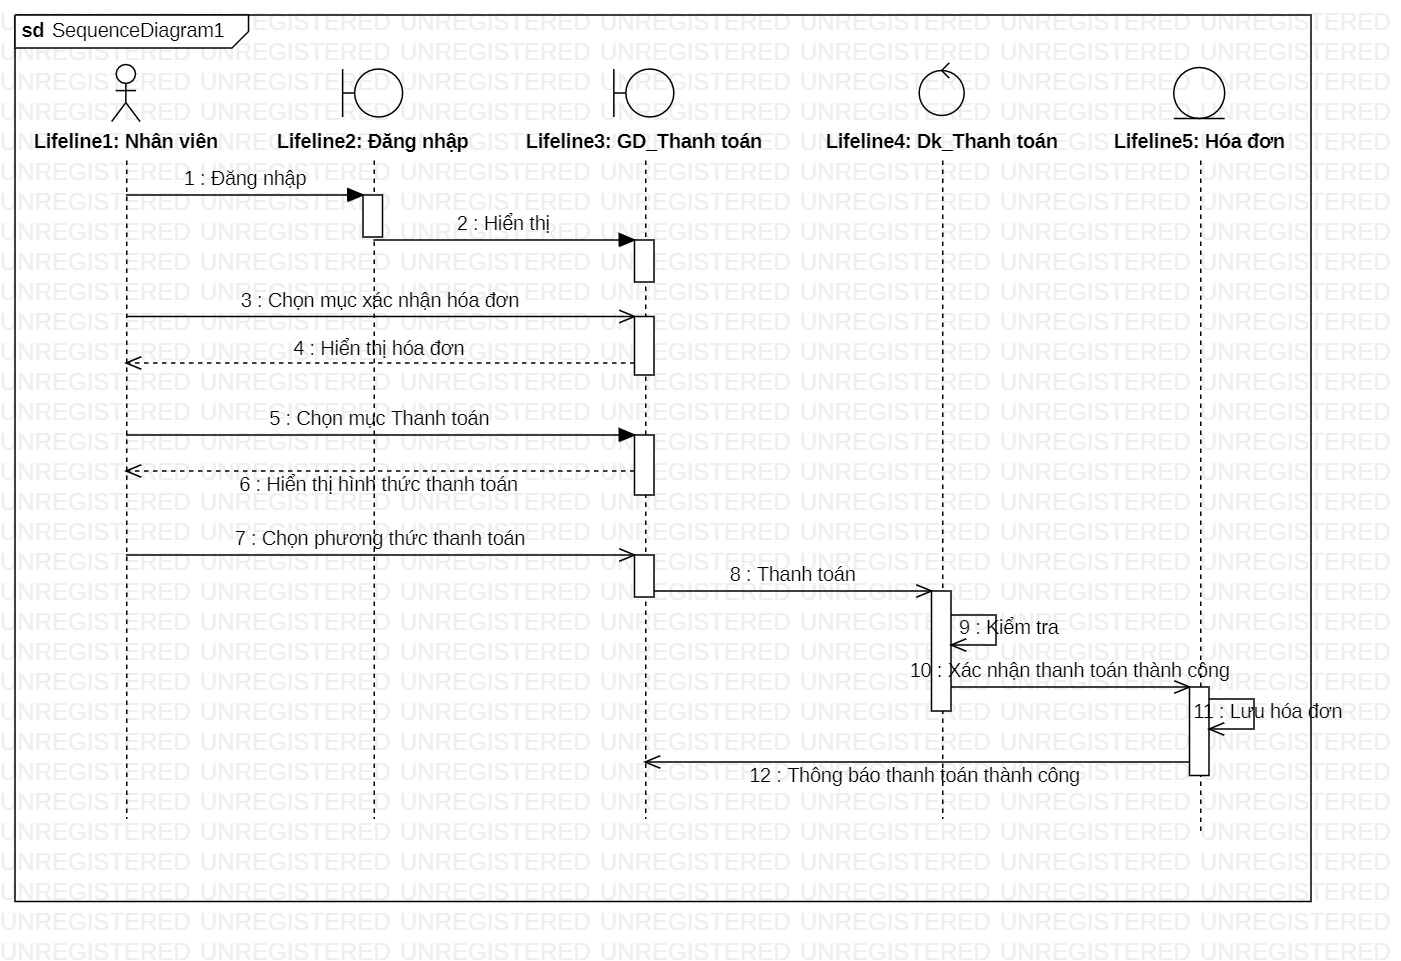 sd SequenceDiagram1
Lifeline1: Nhân viên
Lifeline2: Đăng nhập
Lifeline3: GD_Thanh toán
Lifeline4: Dk_Thanh toán
Lifeline5: Hóa đơn
1 : Đăng nhập
2 : Hiển thị
3 : Chọn mục xác nhận hóa đơn
4 : Hiển thị hóa đơn
5 : Chọn mục Thanh toán
6 : Hiển thị hình thức thanh toán
7 : Chọn phương thức thanh toán
8 : Thanh toán
9 : Kiểm tra
10 : Xác nhận thanh toán thành công
11 : Lưu hóa đơn
12 : Thông báo thanh toán thành công
UNREGISTERED